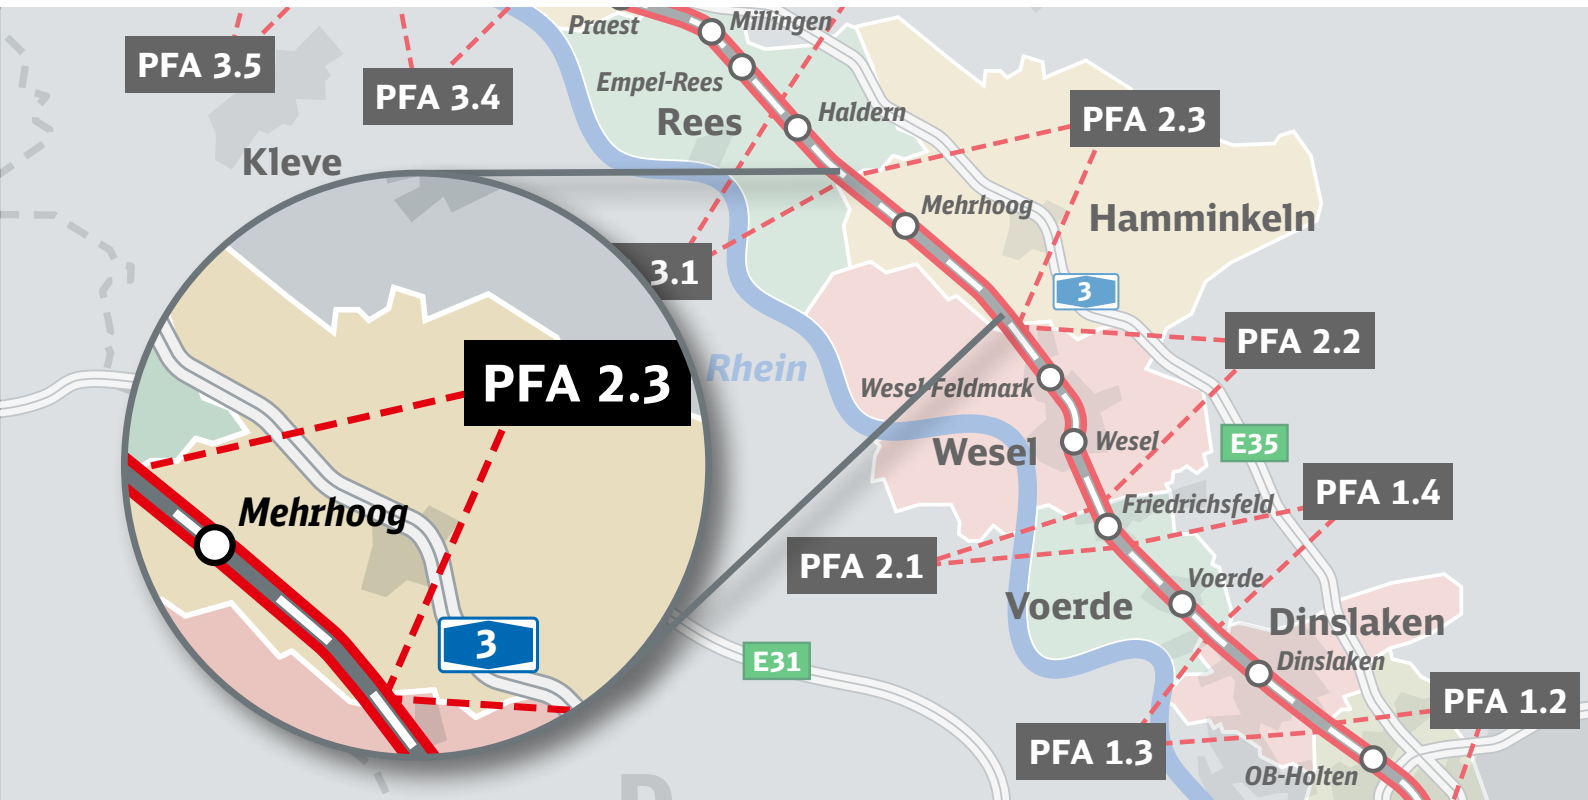 Praest
Millingen
PFA 3.5
PFA 3.4
Empel-Rees
Rees
Haldern
PFA 2.3
Kleve
Mehrhoog
Hamminkeln
3.1
3
PFA 2.2
Rhein
PFA 2.3
Wesel-Feldmark
Wesel
Wesel
E35
Mehrhoog
Friedrichsfeld
PFA 1.4
PFA 2.1
Voerde
Voerde
Dinslaken
3
E31
Dinslaken
PFA 1.2
PFA 1.3
OB-Holten